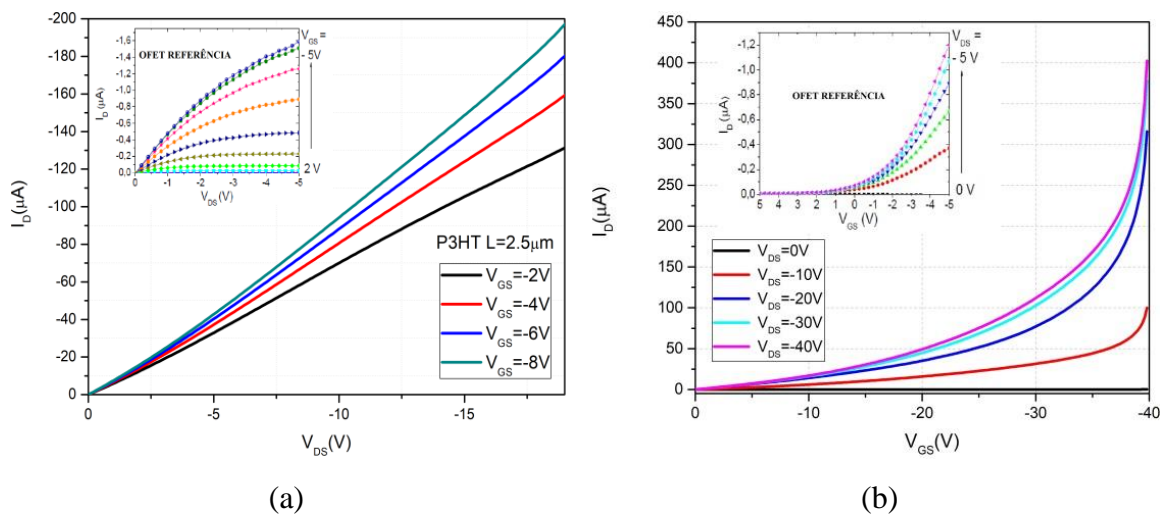 -200
-180
-160
-140
-120
-100
-80
-60
-40
-20
0
I_D(μA)
0 -5 -10 -15
V_DS(V)
P3HT L=2.5μm
V_GS=-2V
V_GS=-4V
V_GS=-6V
V_GS=-8V
OFET REFERÊNCIA
V_GS =
- 5V
2 V
-1,6
-1,4
-1,2
-1,0
-0,8
-0,6
-0,4
-0,2
0,0
I_D(μA)
0 -1 -2 -3 -4 -5
V_DS(V)
(a)
450
400
350
300
250
200
150
100
50
0
I_D(μA)
0 -10 -20 -30 -40
V_GS(V)
V_DS=0V
V_DS=-10V
V_DS=-20V
V_DS=-30V
V_DS=-40V
OFET REFERÊNCIA
V_DS =
- 5V
0 V
-1,2
-1,0
-0,8
-0,6
-0,4
-0,2
0,0
I_D(μA)
5 4 3 2 1 0 -1 -2 -3 -4 -5
V_GS (V)
(b)